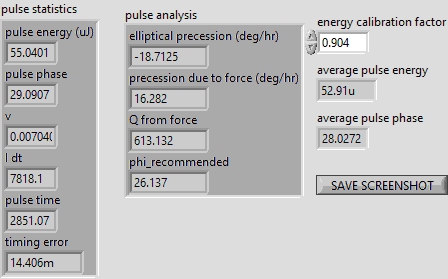 pulse statistics
pulse energy (uJ)
55.0401
pulse phase
29.0907
v
0.007040
I dt
7818.1
pulse time
2851.07
timing error
14.406m
pulse analysis
elliptical precession (deg/hr)
-18.7125
precession due to force (deg/hr)
16.282
Q from force
613.132
phi_recommended
26.137
energy calibration factor
0.904
average pulse energy
52.91u
average pulse phase
28.0272
SAVE SCREENSHOT